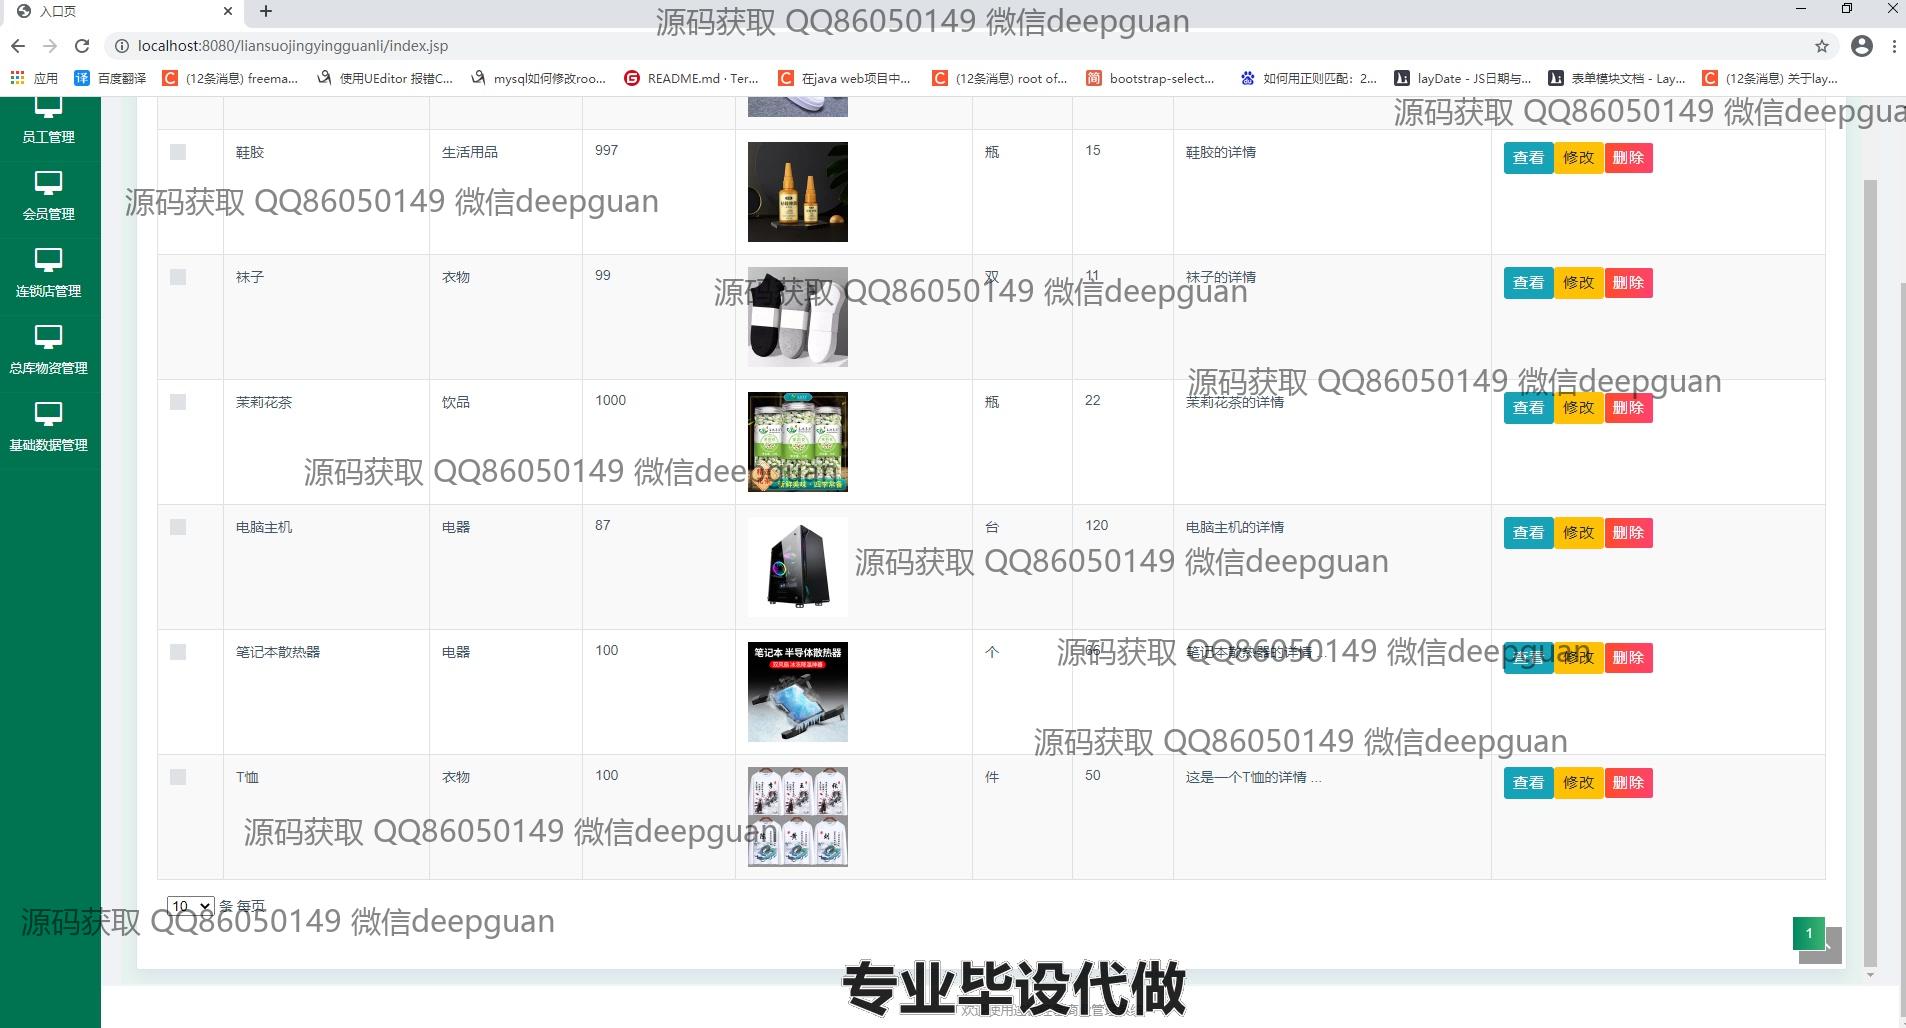 入口页
源码获取 QQ86050149 微信deepguan
localhost:8080/liansuojingyingguanli/index.jsp
应用 百度翻译 (12条消息) freema... 使用UEditor 报错C... mysql如何修改roo... README.md · Ter... 在java web项目中... (12条消息) root of... bootstrap-select... 如何用正则匹配：2... layDate - JS日期与... 表单模块文档 - Lay... (12条消息) 关于lay...
源码获取 QQ86050149 微信deepgua
员工管理
鞋胶 生活用品 997 瓶 15 鞋胶的详情 查看 修改 删除
源码获取 QQ86050149 微信deepguan
会员管理
袜子 衣物 99 双 11 袜子的详情 查看 修改 删除
源码获取 QQ86050149 微信deepguan
连锁店管理
总库物资管理
源码获取 QQ86050149 微信deepguan
茉莉花茶 饮品 1000 瓶 22 茉莉花茶的详情 查看 修改 删除
基础数据管理
源码获取 QQ86050149 微信deepguan
电脑主机 电器 87 台 120 电脑主机的详情 查看 修改 删除
源码获取 QQ86050149 微信deepguan
笔记本散热器 电器 100 个 笔记本散热器的详情 ... 查看 修改 删除
笔记本 半导体散热器
源码获取 QQ86050149 微信deepguan
源码获取 QQ86050149 微信deepguan
T恤 衣物 100 件 50 这是一个T恤的详情 ... 查看 修改 删除
源码获取 QQ86050149 微信deepguan
10 条 每页
源码获取 QQ86050149 微信deepguan
1
专业毕设代做